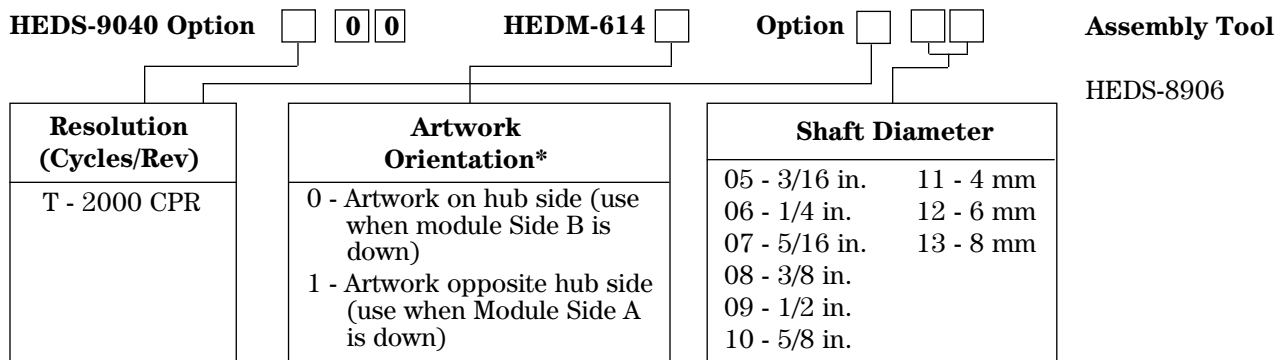 HEDS-9040 Option 0 0 HEDM-614 Option Assembly Tool
HEDS-8906
Resolution
(Cycles/Rev)
T - 2000 CPR
Artwork
Orientation*
0 - Artwork on hub side (use
when module Side B is
down)
1 - Artwork opposite hub side
(use when Module Side A
is down)
Shaft Diameter
05 - 3/16 in. 11 - 4 mm
06 - 1/4 in. 12 - 6 mm
07 - 5/16 in. 13 - 8 mm
08 - 3/8 in.
09 - 1/2 in.
10 - 5/8 in.